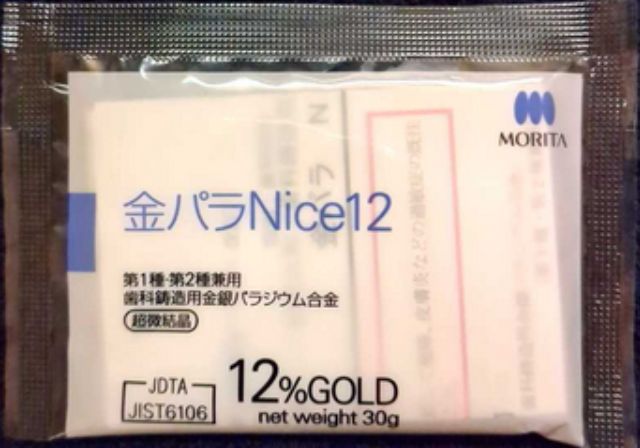 MORITA
金パラNice12
第1種・第2種兼用
歯科鋳造用金銀パラジウム合金
超微結晶
JDTA
JIST6106
12%GOLD
net weight 30g